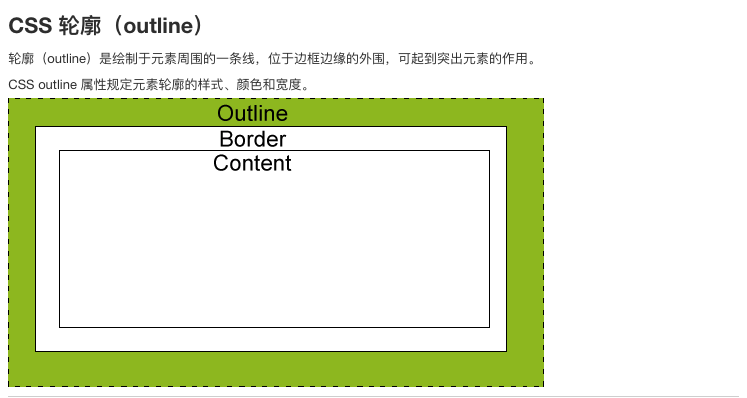 CSS 轮廓（outline）
轮廓（outline）是绘制于元素周围的一条线，位于边框边缘的外围，可起到突出元素的作用。
CSS outline 属性规定元素轮廓的样式、颜色和宽度。
Outline
Border
Content